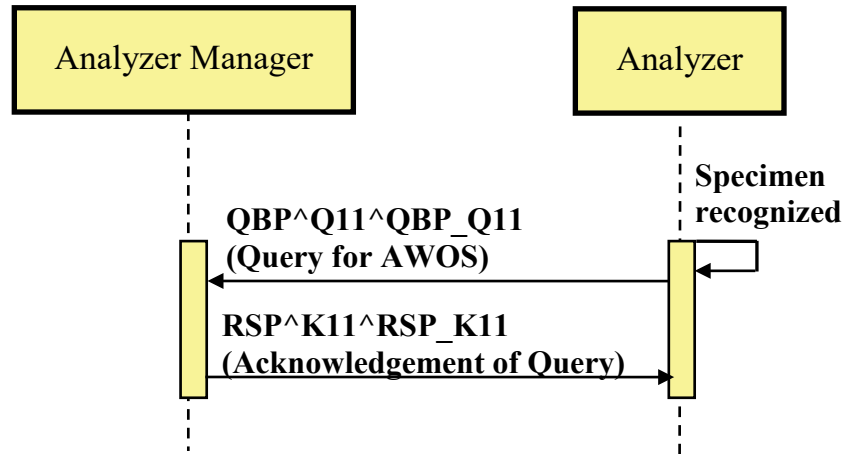 Analyzer Manager
Analyzer
Specimen
recognized
QBP^Q11^QBP_Q11
(Query for AWOS)
RSP^K11^RSP_K11
(Acknowledgement of Query)